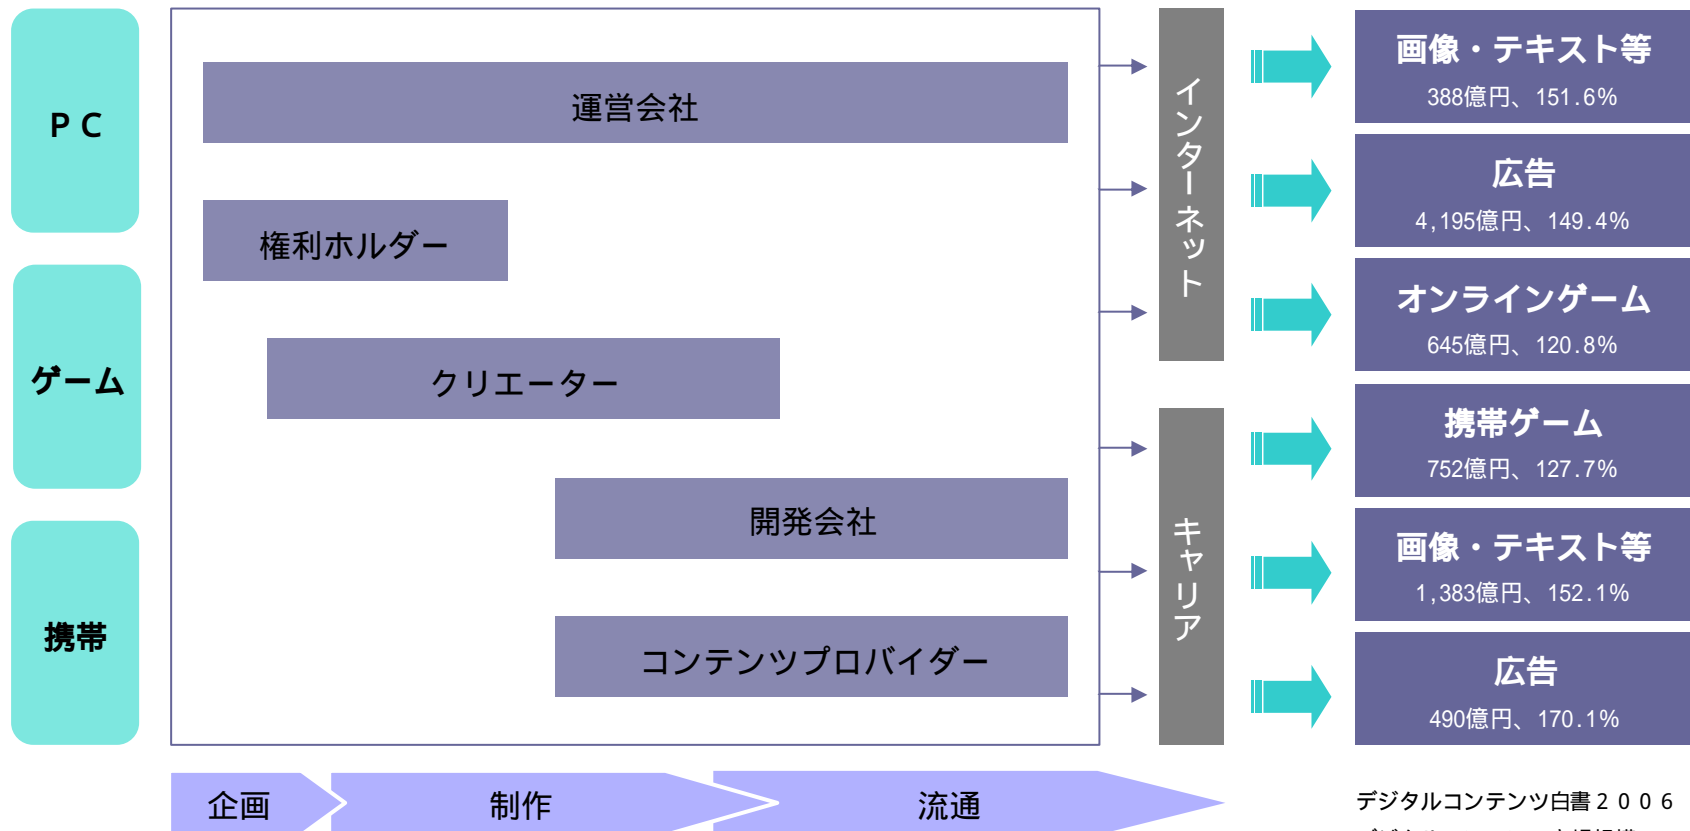 ＰＣ
ゲーム
携帯
運営会社
権利ホルダー
クリエーター
開発会社
コンテンツプロバイダー
企画
制作
流通
インターネット
キャリア
画像・テキスト等
388億円、151.6%
広告
4,195億円、149.4%
オンラインゲーム
645億円、120.8%
携帯ゲーム
752億円、127.7%
画像・テキスト等
1,383億円、152.1%
広告
490億円、170.1%
デジタルコンテンツ白書２００６